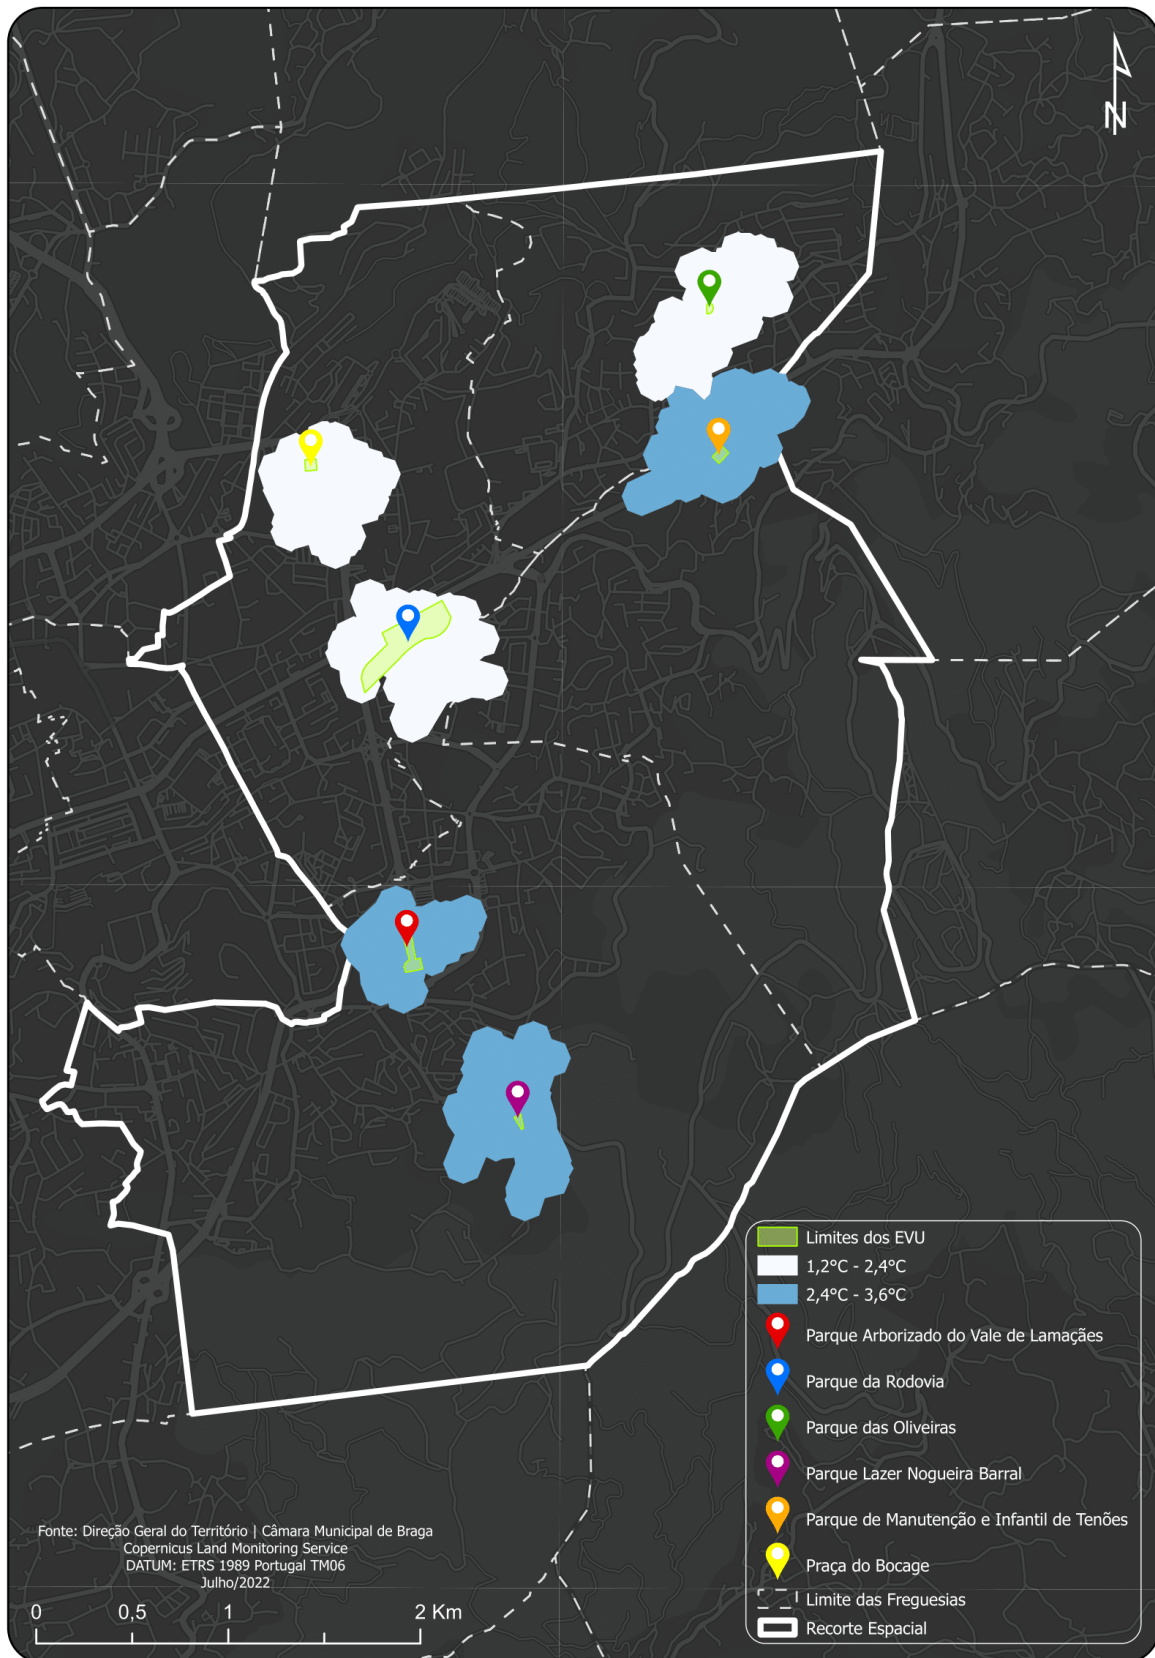 N
Limites dos EVU
1,2°C - 2,4°C
2,4°C - 3,6°C
Parque Arborizado do Vale de Lamações
Parque da Rodovia
Parque das Oliveiras
Parque Lazer Nogueira Barral
Parque de Manutenção e Infantil de Tenões
Praça do Bocage
Limite das Freguesias
Recorte Espacial
Fonte: Direção Geral do Território | Câmara Municipal de Braga
Copernicus Land Monitoring Service
DATUM: ETRS 1989 Portugal TM06
Julho/2022
0 0,5 1 2 Km